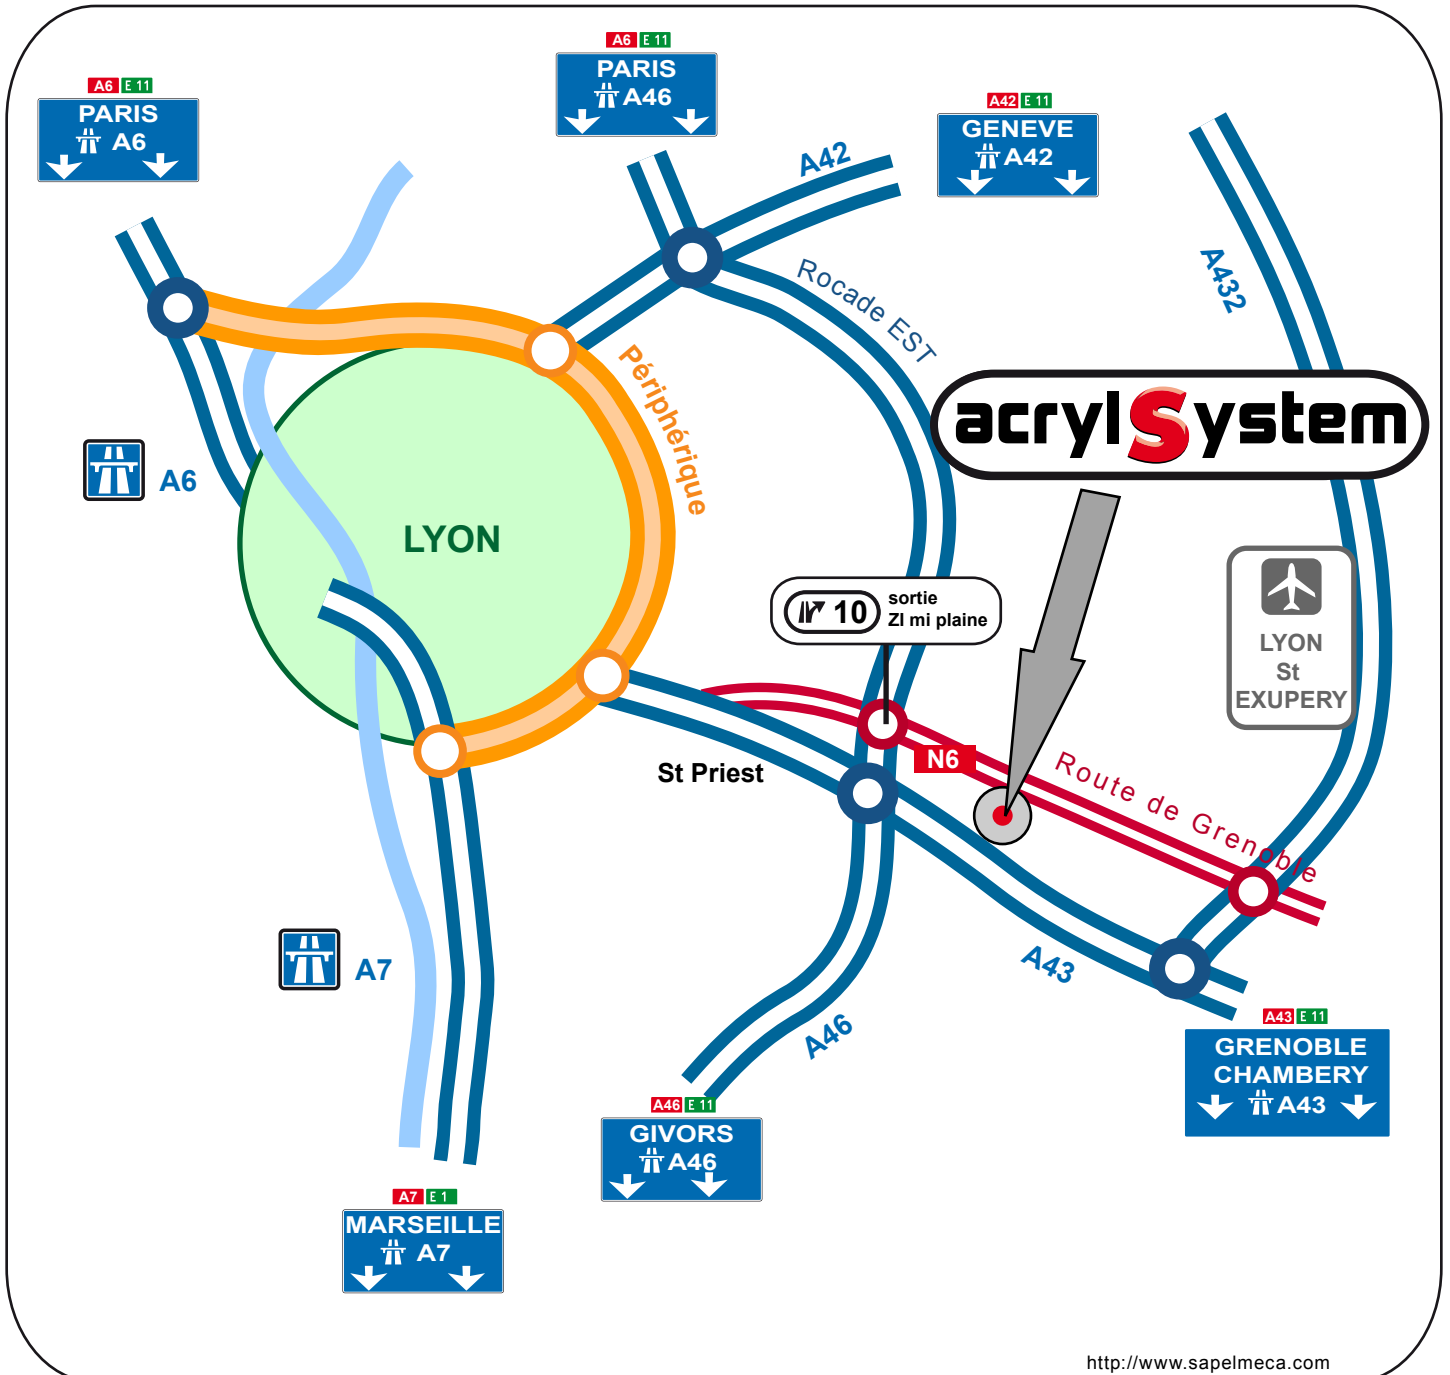 A6 E 11
PARIS
A46
A6 E 11
PARIS
A6
A42 E 11
GENEVE
A42
A42
A432
Rocade EST
Périphérique
acrylSystem
A6
LYON
10 sortie
ZI mi plaine
LYON
St
EXUPERY
N6
St Priest
Route de Grenoble
A43
A7
A46
A43 E 11
GRENOBLE
CHAMBERY
A43
A46 E 11
GIVORS
A46
A7 E 1
MARSEILLE
A7
http://www.sapelmeca.com